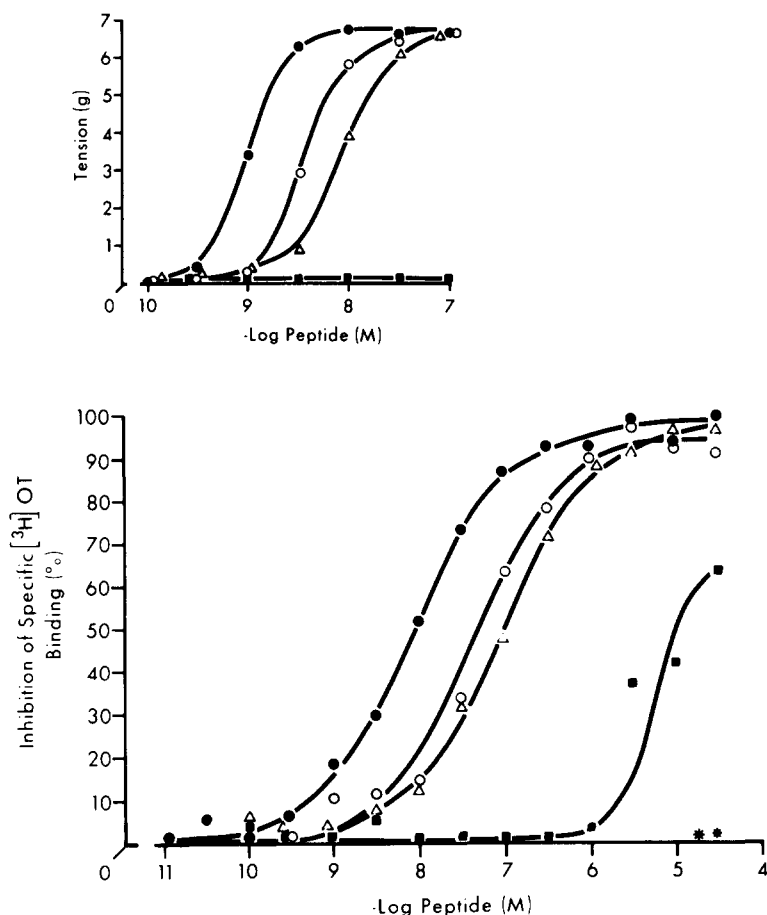 7
6
5
4
3
2
1
0
Tension (g)
10 9 8 7
-Log Peptide (M)
100
90
80
70
60
50
40
30
20
10
0
Inhibition of Specific [³H] OT
Binding (%)
11 10 9 8 7 6 5 4
-Log Peptide (M)